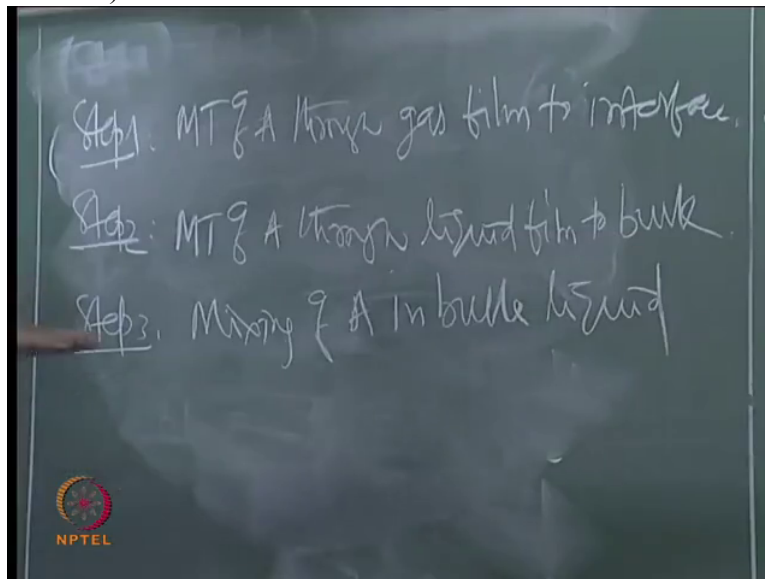 Step1: MT of A through gas film to interface.
Step2: MT of A through liquid film to bulk.
Step3. Mixing of A in bulk liquid
NPTEL